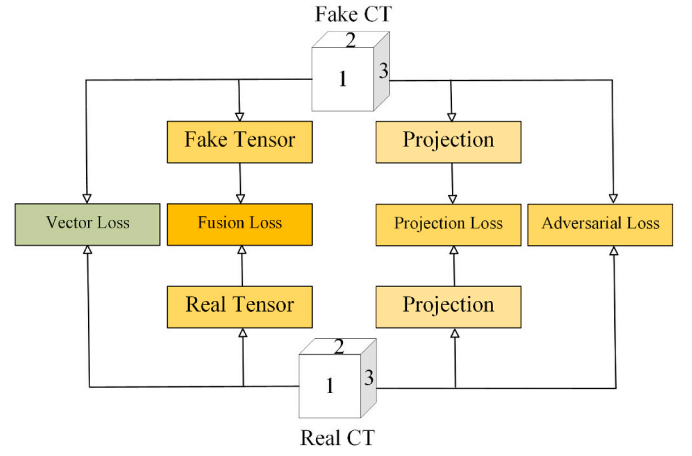 Fake CT
2
1
3
Fake Tensor
Projection
Vector Loss
Fusion Loss
Projection Loss
Adversarial Loss
Real Tensor
Projection
2
1
3
Real CT